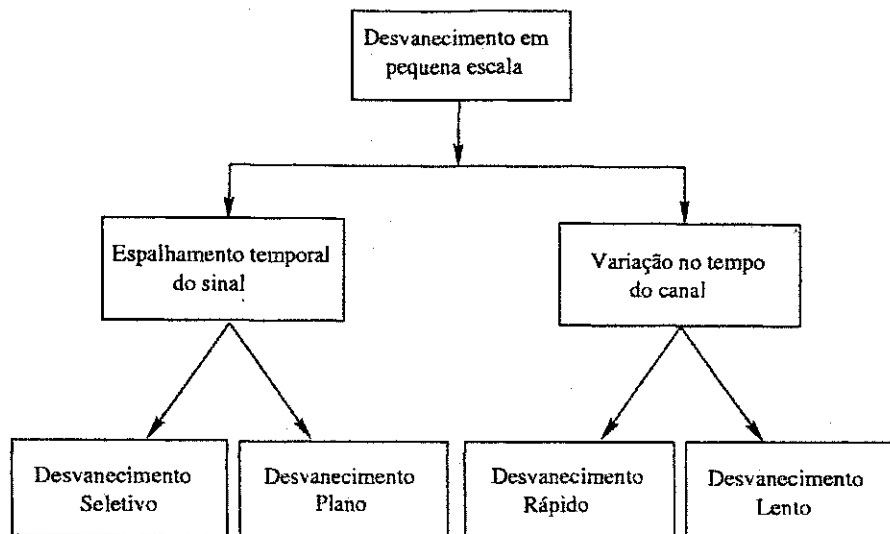 Desvanecimento em
pequena escala
Espalhamento temporal
do sinal
Variação no tempo
do canal
Desvanecimento
Seletivo
Desvanecimento
Plano
Desvanecimento
Rápido
Desvanecimento
Lento